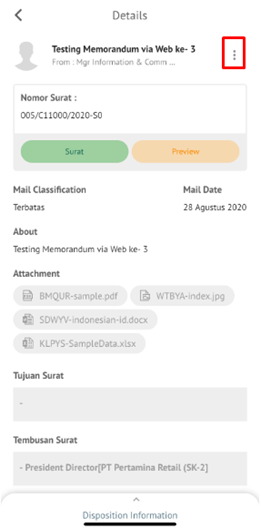 Details
Testing Memorandum via Web ke- 3
From : Mgr Information & Comm ...
Nomor Surat :
005/C11000/2020-S0
Surat Preview
Mail Classification Mail Date
Terbatas 28 Agustus 2020
About
Testing Memorandum via Web ke- 3
Attachment
BMQUR-sample.pdf WTBYA-index.jpg
SDWYV-indonesian-id.docx
KLPYS-SampleData.xlsx
Tujuan Surat
-
Tembusan Surat
- President Director[PT Pertamina Retail (SK-2]
Disposition Information